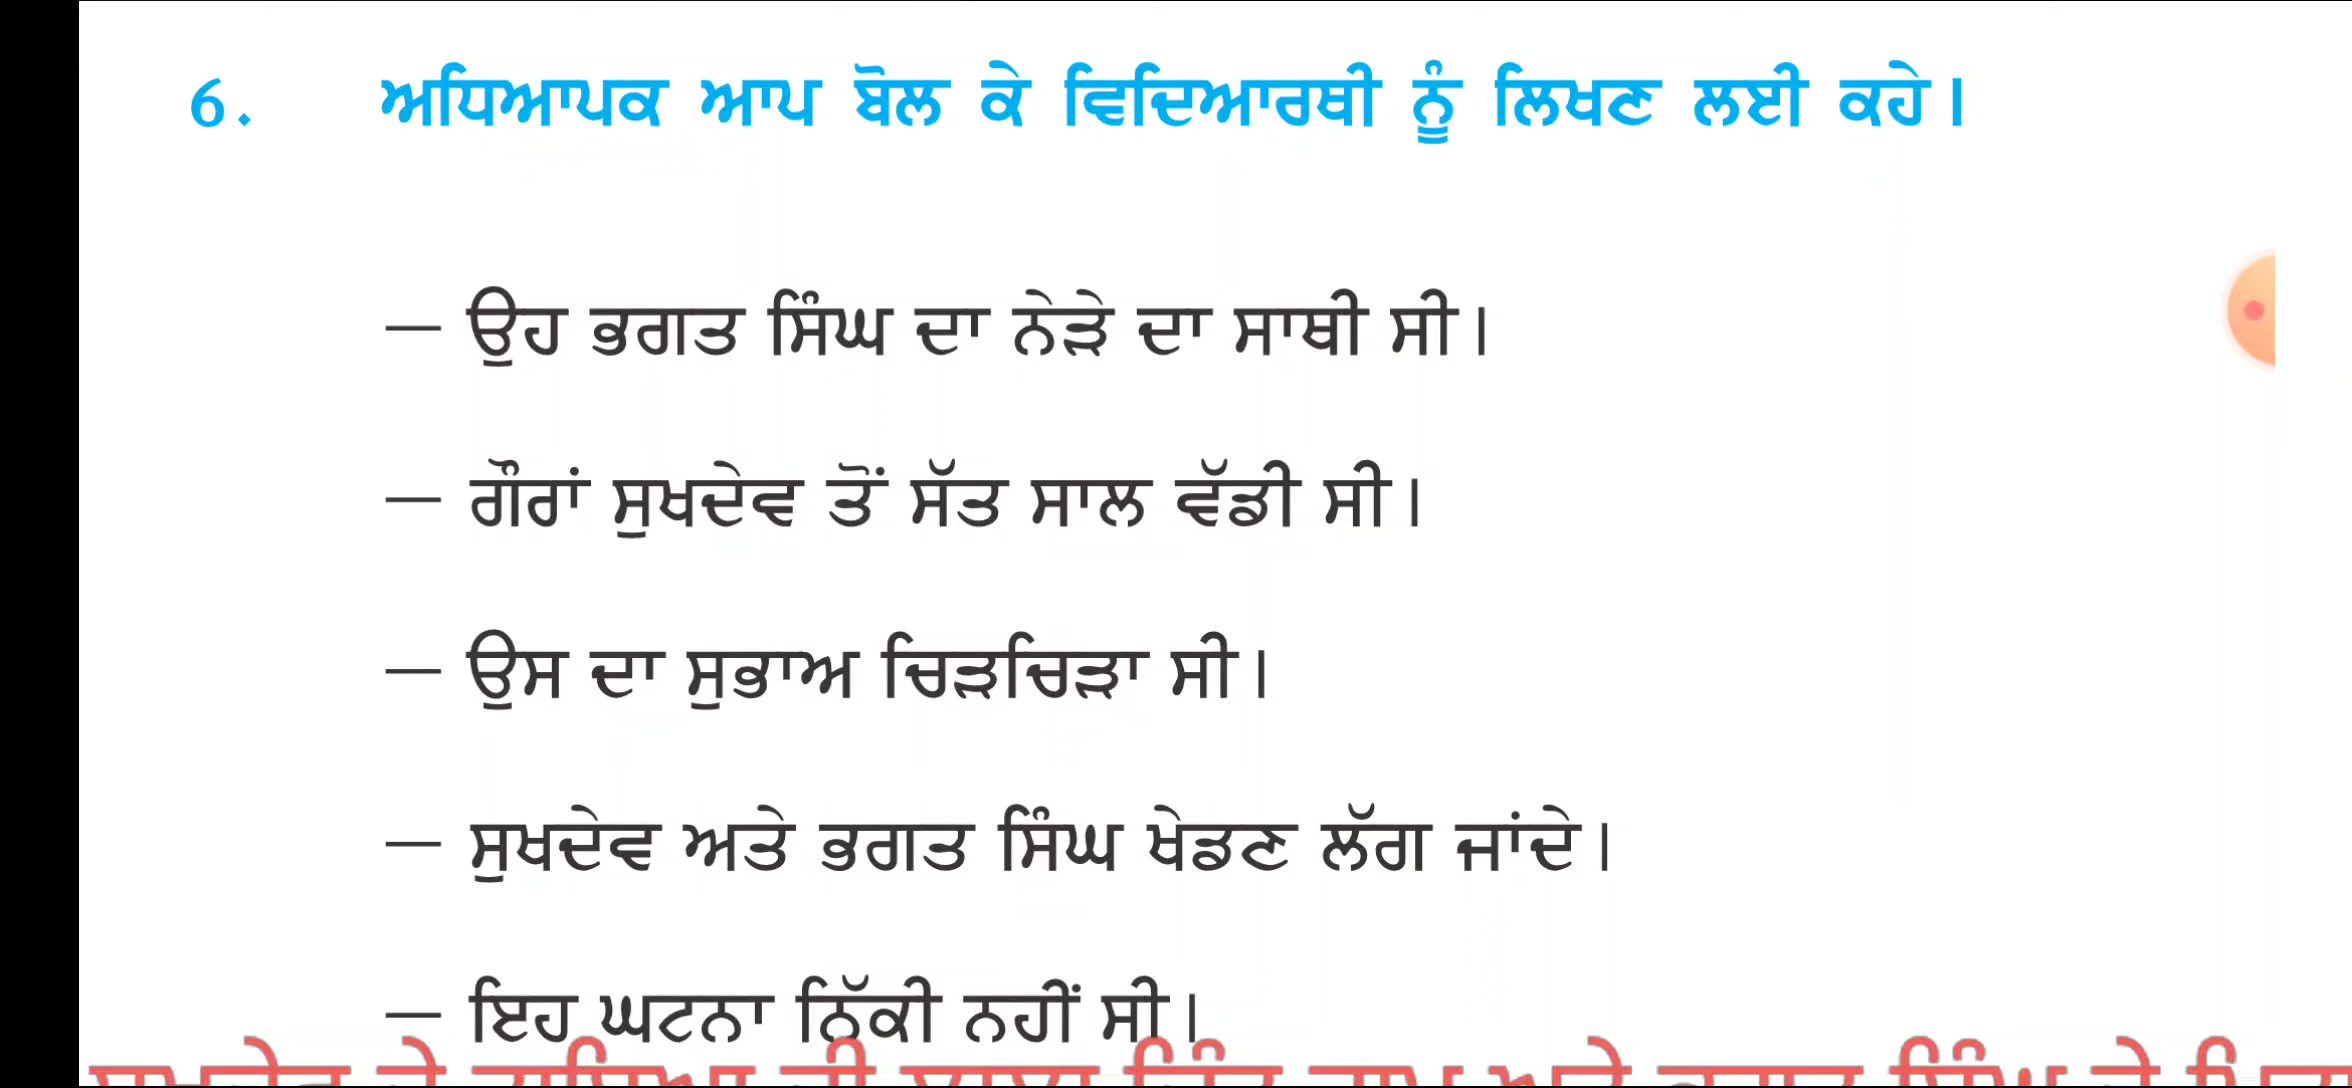 6. ਅਧਿਆਪਕ ਆਪ ਬੋਲ ਕੇ ਵਿਦਿਆਰਥੀ ਨੂੰ ਲਿਖਣ ਲਈ ਕਹੇ।
— ਉਹ ਭਗਤ ਸਿੰਘ ਦਾ ਨੇੜੇ ਦਾ ਸਾਥੀ ਸੀ।
— ਗੌਰਾਂ ਸੁਖਦੇਵ ਤੋਂ ਸੱਤ ਸਾਲ ਵੱਡੀ ਸੀ।
— ਉਸ ਦਾ ਸੁਭਾਅ ਚਿੜਚਿੜਾ ਸੀ।
— ਸੁਖਦੇਵ ਅਤੇ ਭਗਤ ਸਿੰਘ ਖੇਡਣ ਲੱਗ ਜਾਂਦੇ।
— ਇਹ ਘਟਨਾ ਨਿੱਕੀ ਨਹੀਂ ਸੀ।